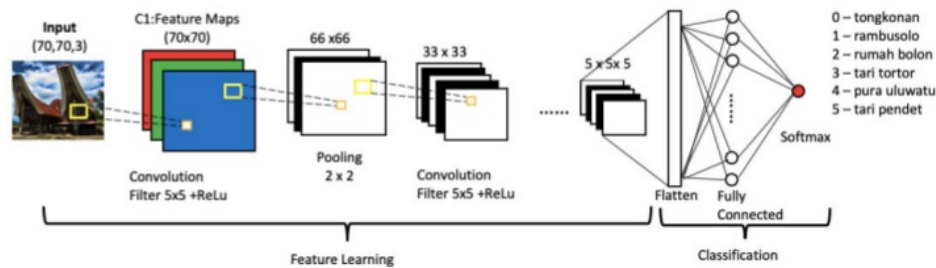 Input
(70,70,3)
C1:Feature Maps
(70x70)
66 x66
33 x 33
5 x 5x 5
0 – tongkonan
1 – rambusolo
2 – rumah bolon
3 – tari tortor
4 – pura uluwatu
5 – tari pendet
Convolution
Filter 5x5 +ReLu
Pooling
2 x 2
Convolution
Filter 5x5 +ReLu
......
Softmax
Flatten
Fully
Connected
Feature Learning
Classification